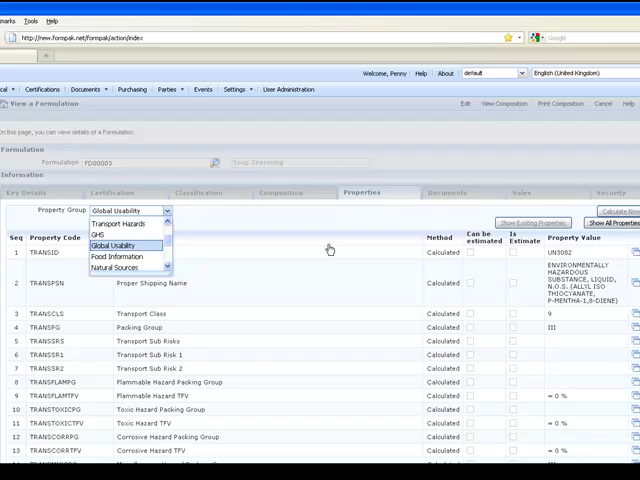 marks Tools Help
http://new.formpak.net/formpak/action/index
Google
Welcome, Penny Help About default English (United Kingdom)
cal Certifications Documents Purchasing Parties Events Settings User Administration
View a Formulation Edit View Composition Print Composition Cancel Help
On this page, you can view details of a Formulation.
Formulation
Formulation FD00003 Soup Seasoning
Information
Key Details Certification Classification Composition Properties Documents Sales Security
Property Group Global Usability Calculate Now
Transport Hazards
GHS
Global Usability
Food Information
Natural Sources
Show Existing Properties Show All Properties
Seq Property Code Method Can be estimated Is Estimate Property Value
1 TRANSID Calculated UN3082
2 TRANSPSN Proper Shipping Name Calculated ENVIRONMENTALLY
HAZARDOUS
SUBSTANCE, LIQUID,
N.O.S. (ALLYL ISO
THIOCYANATE,
P-MENTHA-1,8-DIENE)
3 TRANSCLS Transport Class Calculated 9
4 TRANSPG Packing Group Calculated III
5 TRANSSRS Transport Sub Risks Calculated
6 TRANSSR1 Transport Sub Risk 1 Calculated
7 TRANSSR2 Transport Sub Risk 2 Calculated
8 TRANSFLAMPG Flammable Hazard Packing Group Calculated
9 TRANSFLAMTFV Flammable Hazard TFV Calculated = 0 %
10 TRANSTOXICPG Toxic Hazard Packing Group Calculated
11 TRANSTOXICTFV Toxic Hazard TFV Calculated = 0 %
12 TRANSCORRPG Corrosive Hazard Packing Group Calculated
13 TRANSCORRTFV Corrosive Hazard TFV Calculated = 0 %